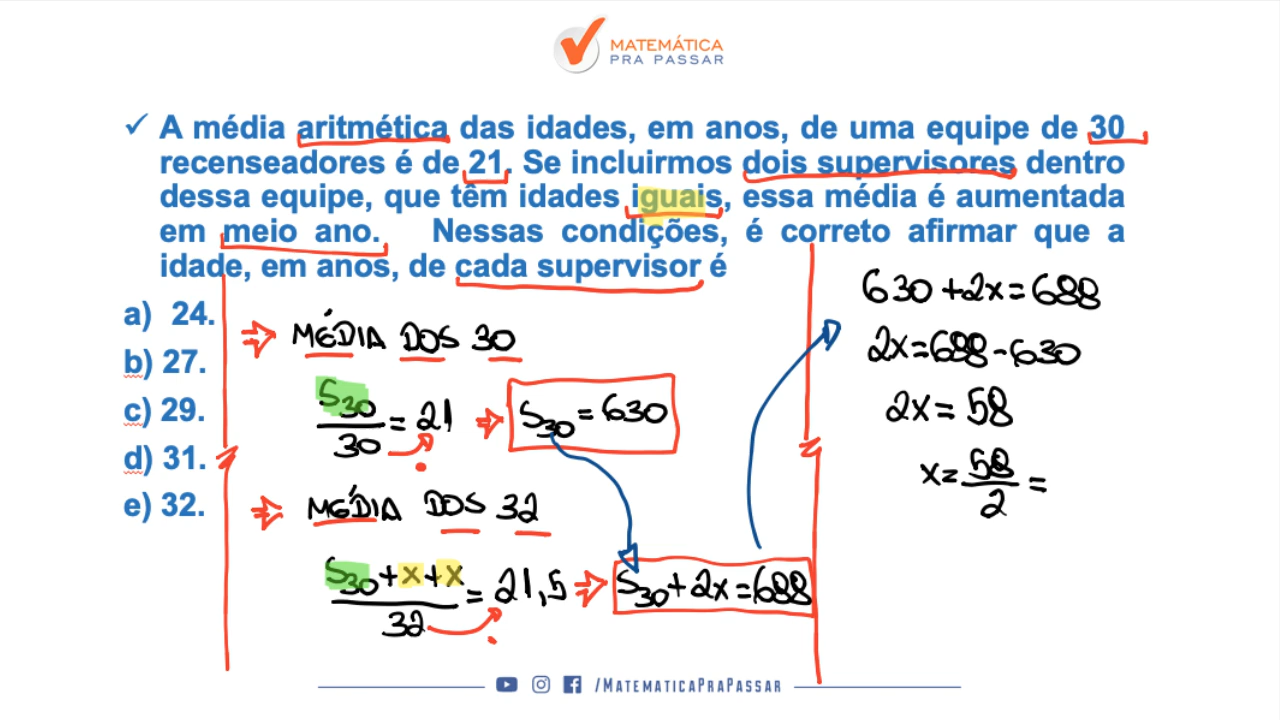 MATEMÁTICA
PRA PASSAR
✓ A média aritmética das idades, em anos, de uma equipe de 30
recenseadores é de 21. Se incluirmos dois supervisores dentro
dessa equipe, que têm idades iguais, essa média é aumentada
em meio ano. Nessas condições, é correto afirmar que a
idade, em anos, de cada supervisor é
a) 24.
b) 27.
c) 29.
d) 31.
e) 32.
⇒ MÉDIA DOS 30
S30/30 = 21 ⇒ S30 = 630
⇒ MÉDIA DOS 32
S30+x+x/32 = 21,5 ⇒ S30+2x=688
630+2x=688
2x=688-630
2x=58
x=58/2=
/MatematicaPraPassar